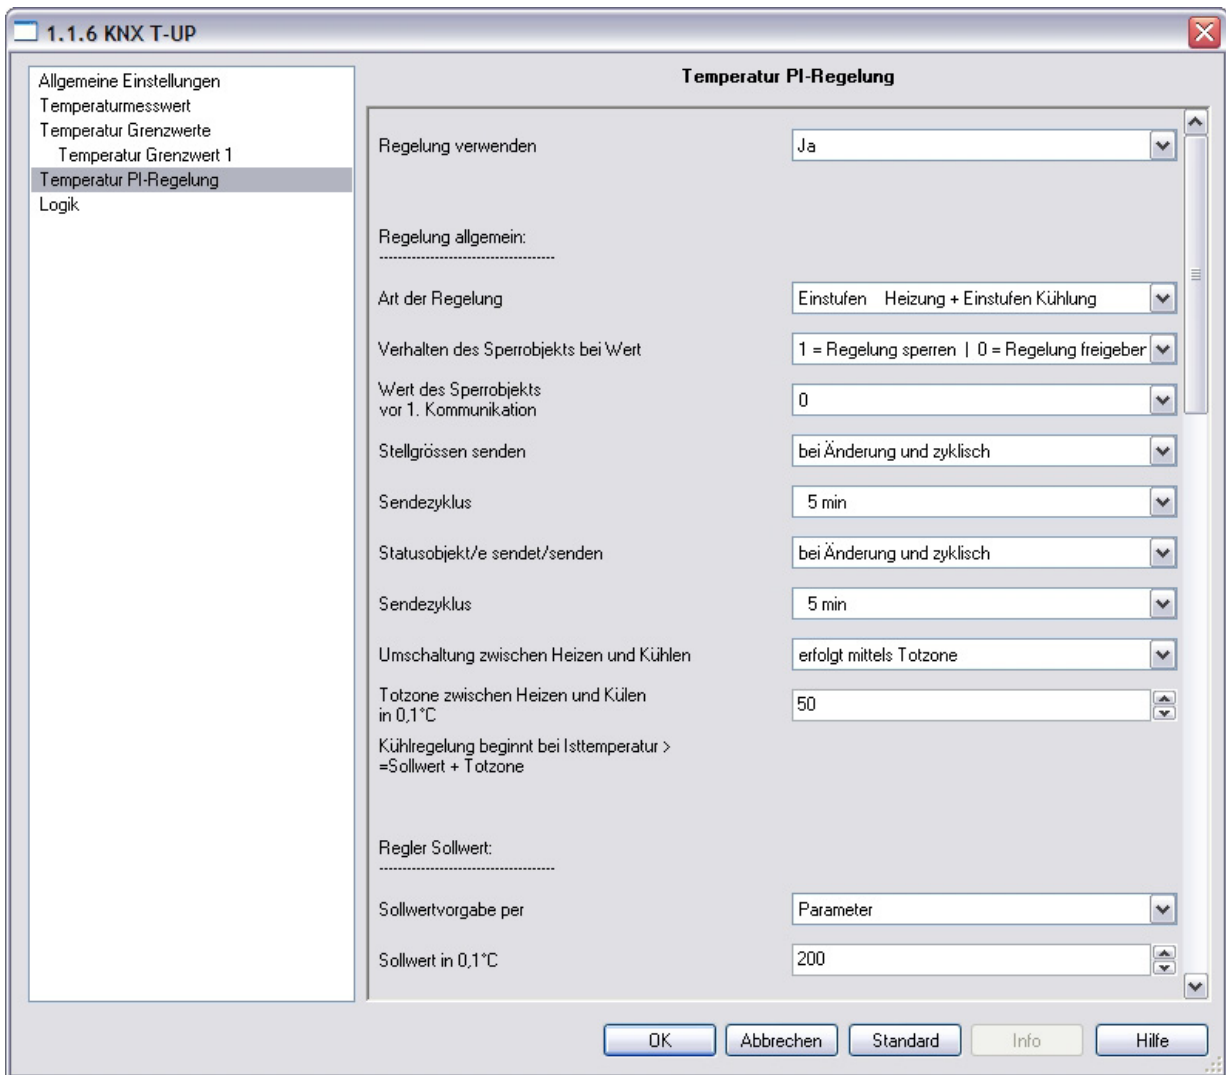 1.1.6 KNX T-UP
Allgemeine Einstellungen
Temperaturmesswert
Temperatur Grenzwerte
Temperatur Grenzwert 1
Temperatur PI-Regelung
Logik
Temperatur PI-Regelung
Regelung verwenden
Ja
Regelung allgemein:
--------------------------------------
Art der Regelung
Einstufen    Heizung + Einstufen Kühlung
Verhalten des Sperrobjekts bei Wert
1 = Regelung sperren | 0 = Regelung freigeber
Wert des Sperrobjekts
vor 1. Kommunikation
0
Stellgrössen senden
bei Änderung und zyklisch
Sendezyklus
5 min
Statusobjekt/e sendet/senden
bei Änderung und zyklisch
Sendezyklus
5 min
Umschaltung zwischen Heizen und Kühlen
erfolgt mittels Totzone
Totzone zwischen Heizen und Külen
in 0,1°C
50
Kühlregelung beginnt bei Isttemperatur >
=Sollwert + Totzone
Regler Sollwert:
--------------------------------------
Sollwertvorgabe per
Parameter
Sollwert in 0,1°C
200
OK
Abbrechen
Standard
Info
Hilfe